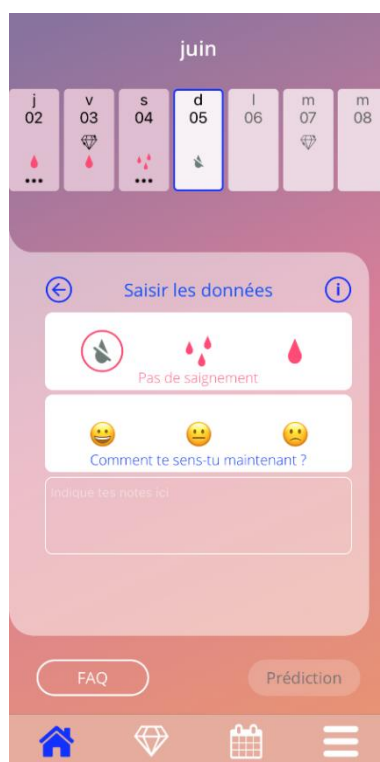 juin
j v s d l m m
02 03 04 05 06 07 08
Saisir les données
Pas de saignement
Comment te sens-tu maintenant ?
Indique tes notes ici
FAQ Prédiction